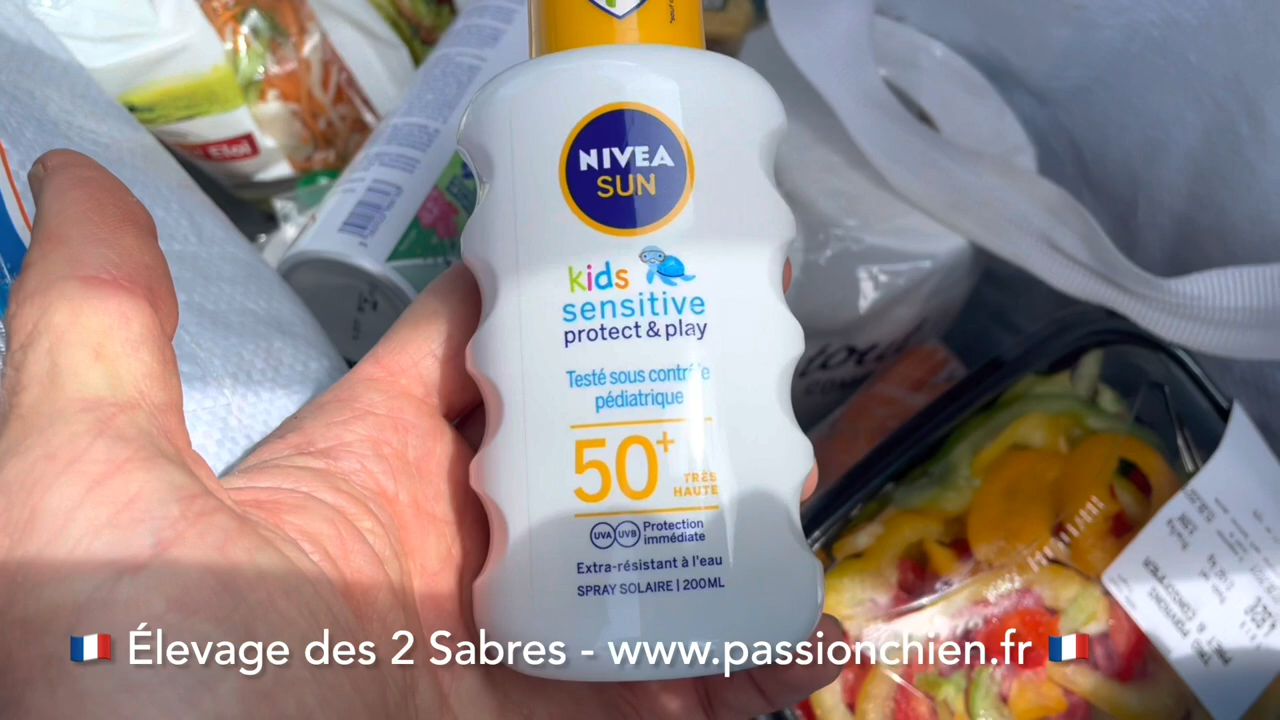 NIVEA
SUN
kids
sensitive
protect & play
Testé sous contrôle
pédiatrique
50+
TRÈS
HAUTE
UVA UVB
Protection
immédiate
Extra-résistant à l'eau
SPRAY SOLAIRE | 200ML
🇫🇷 Élevage des 2 Sabres - www.passionchien.fr 🇫🇷